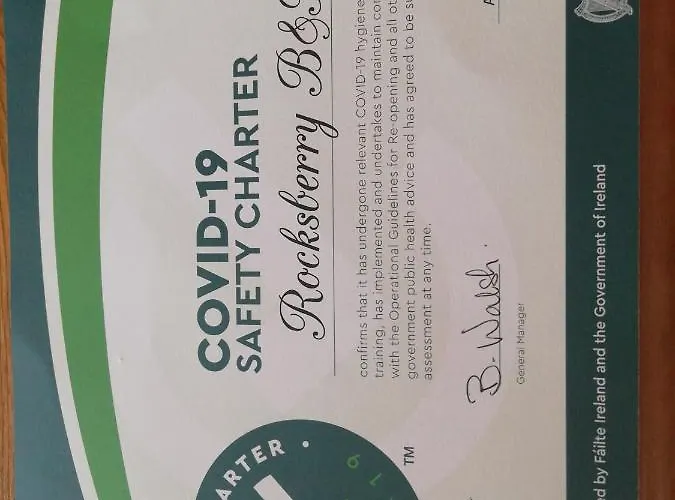 COVID-19
SAFETY CHARTER
Rocksberry B&
confirms that it has undergone relevant COVID-19 hygiene
training, has implemented and undertakes to maintain
with the Operational Guidelines for Re-opening and all
government public health advice and has agreed to be
assessment at any time.
B. Walsh.
General Manager
ARTER •
19
TM
d by Fáilte Ireland and the Government of Ireland